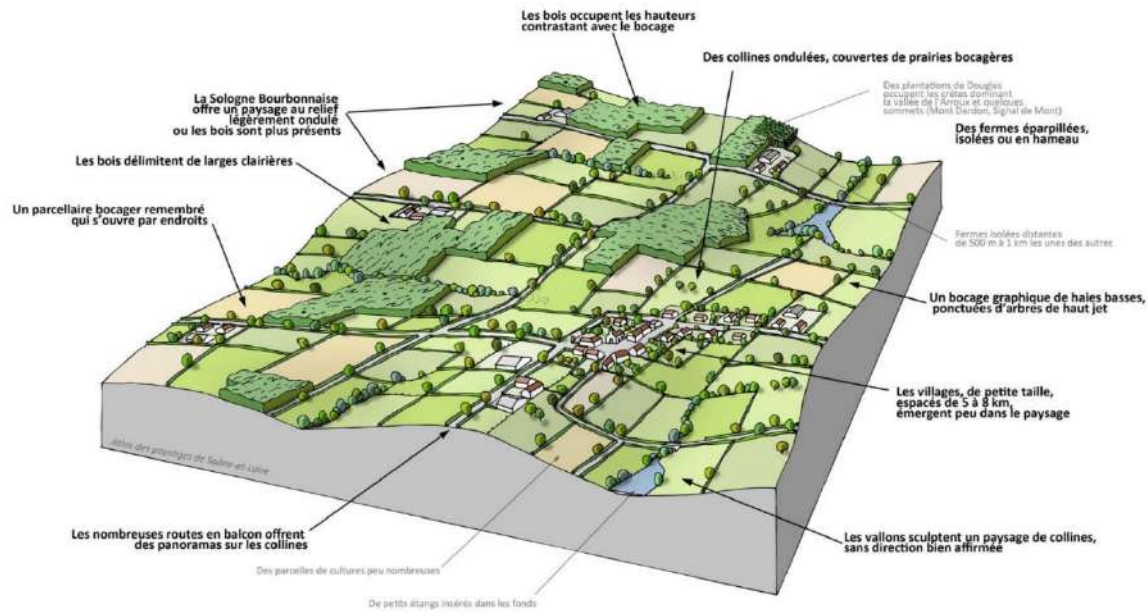 Les bois occupent les hauteurs
contrastant avec le bocage
Des collines ondulées, couvertes de prairies bocagères
Des plantations de Douglas
occupent les crêtes dominant
la vallée de l'Arroux et quelques
sommets (Mont Dardon, Signal de Mont)
La Sologne Bourbonnaise
offre un paysage au relief
légèrement ondulé
ou les bois sont plus présents
Des fermes éparpillées,
isolées ou en hameau
Les bois délimitent de larges clairières
Un parcellaire bocager remembré
qui s'ouvre par endroits
Fermes isolées distantes
de 500 m à 1 km les unes des autres
Un bocage graphique de haies basses,
ponctuées d'arbres de haut jet
Les villages, de petite taille,
espacés de 5 à 8 km,
émergent peu dans le paysage
Atlas des paysages de Saône-et-Loire
Les nombreuses routes en balcon offrent
des panoramas sur les collines
Les vallons sculptent un paysage de collines,
sans direction bien affirmée
Des parcelles de cultures peu nombreuses
De petits étangs insérés dans les fonds